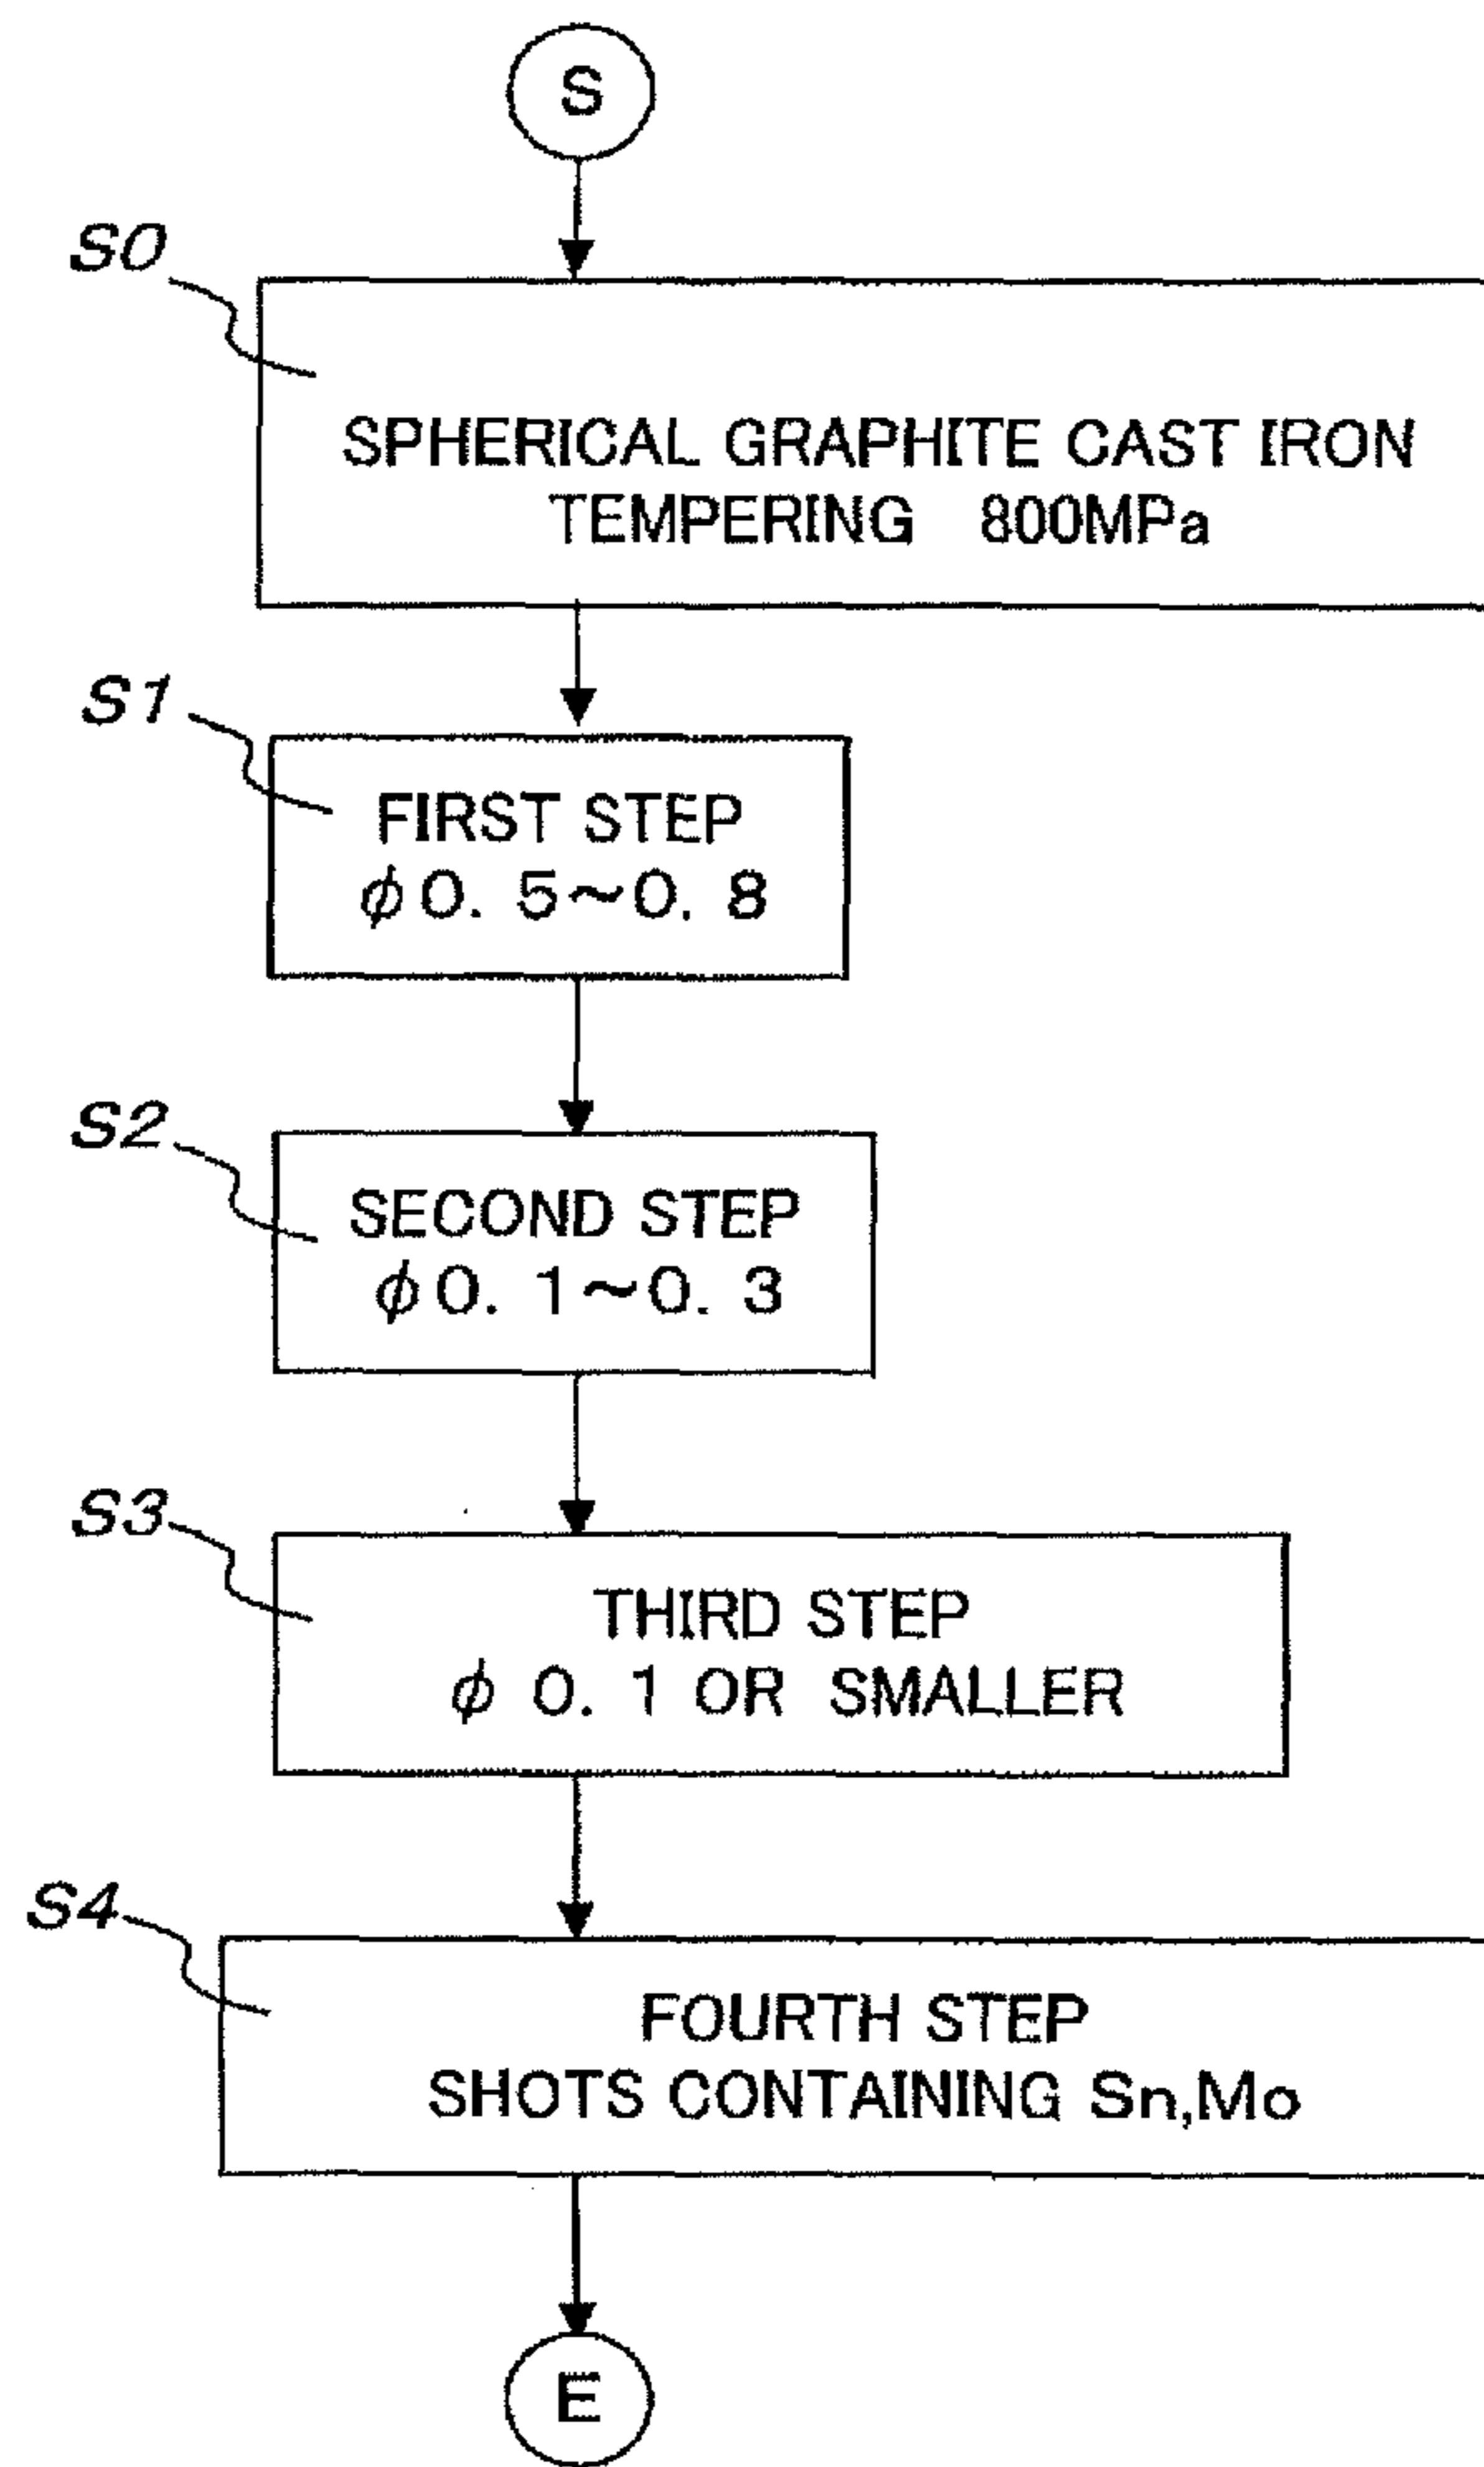 S
S0
SPHERICAL GRAPHITE CAST IRON
TEMPERING 800MPa
S1
FIRST STEP
ϕ0. 5~0. 8
S2
SECOND STEP
ϕ0. 1~0. 3
S3
THIRD STEP
ϕ 0. 1 OR SMALLER
S4
FOURTH STEP
SHOTS CONTAINING Sn,Mo
E